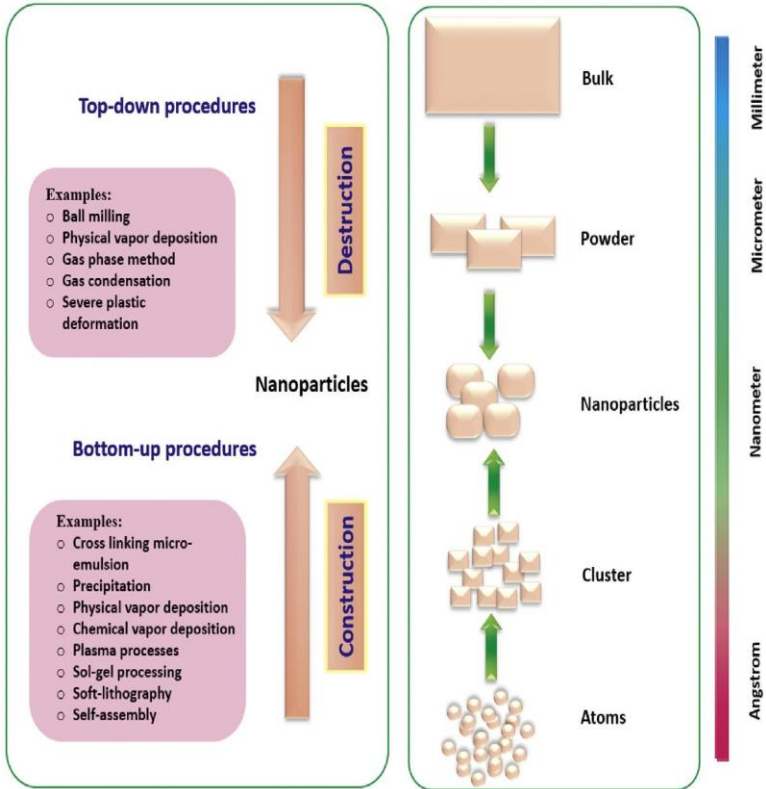 Top-down procedures
Destruction
Examples:
○ Ball milling
○ Physical vapor deposition
○ Gas phase method
○ Gas condensation
○ Severe plastic
deformation
Nanoparticles
Bottom-up procedures
Construction
Examples:
○ Cross linking micro-
emulsion
○ Precipitation
○ Physical vapor deposition
○ Chemical vapor deposition
○ Plasma processes
○ Sol-gel processing
○ Soft-lithography
○ Self-assembly
Bulk
Powder
Nanoparticles
Cluster
Atoms
Millimeter
Micrometer
Nanometer
Angstrom